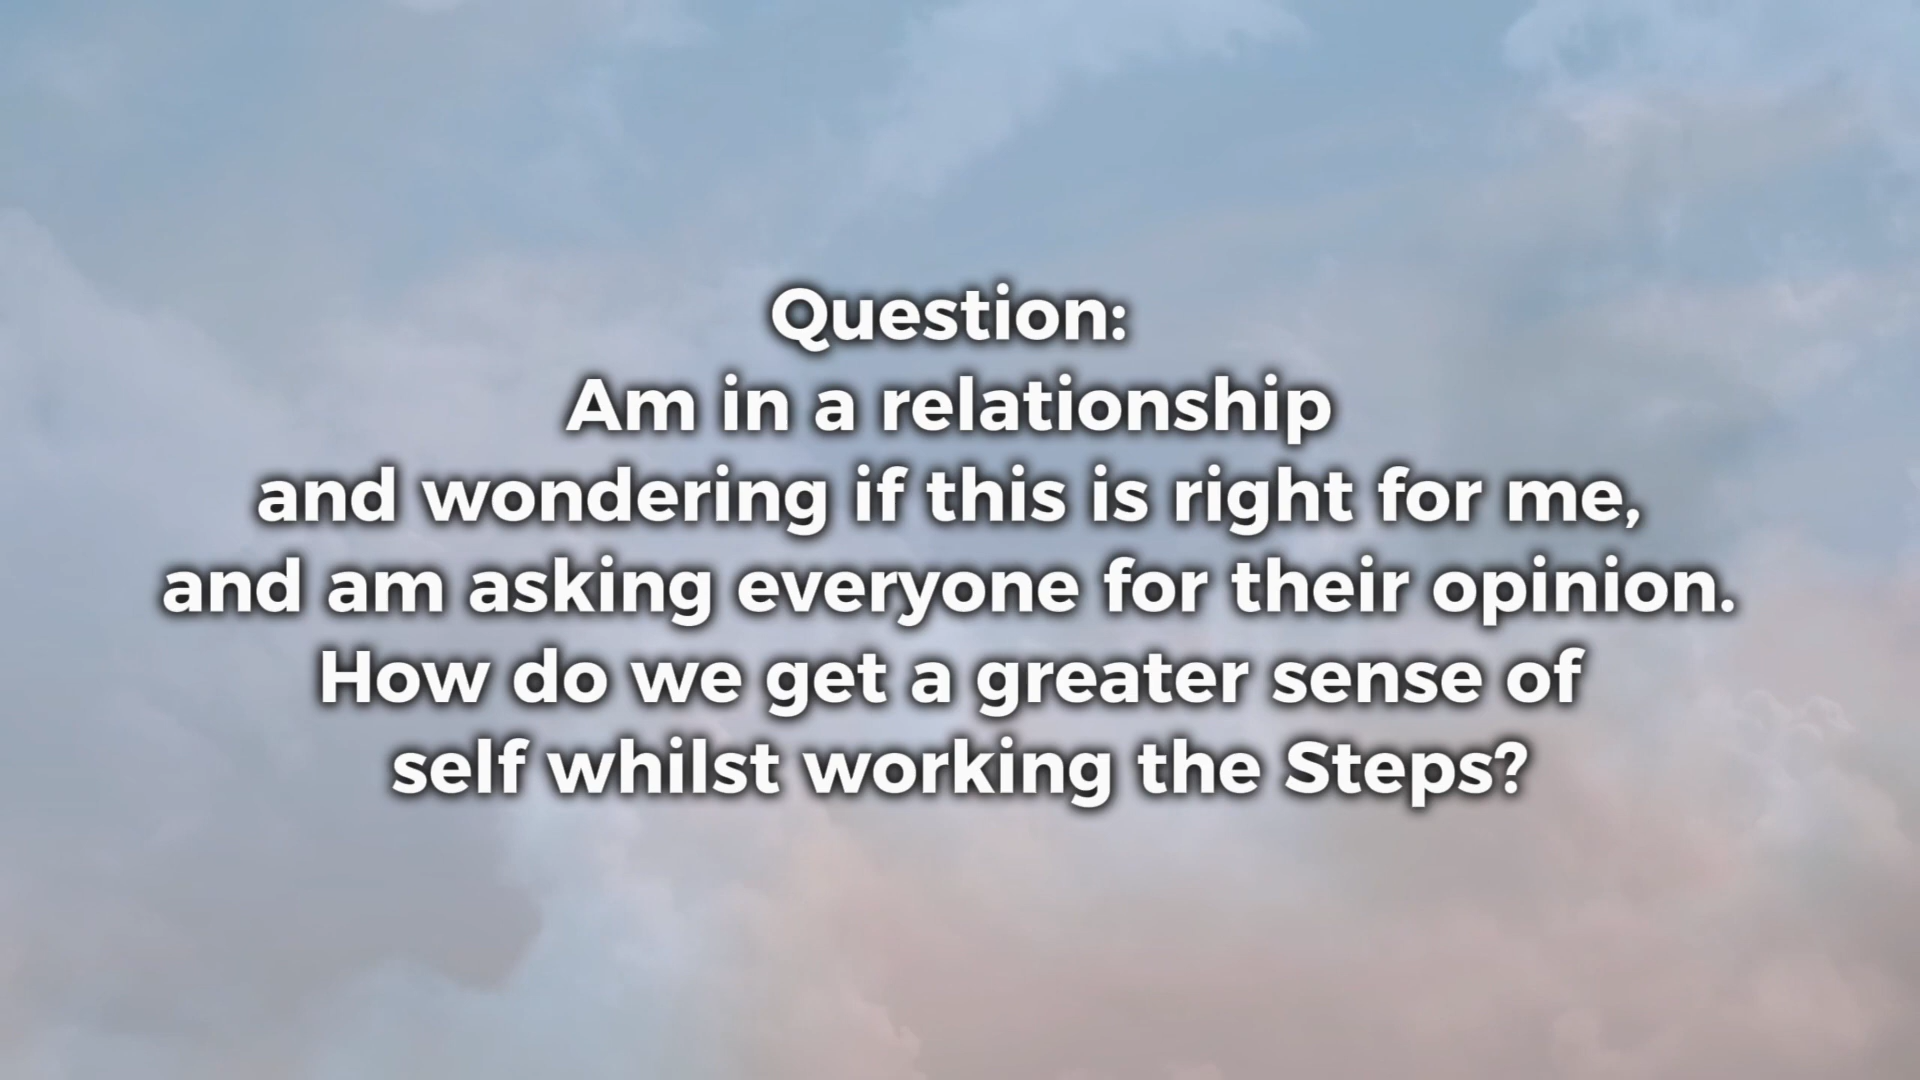 Question:
Am in a relationship
and wondering if this is right for me,
and am asking everyone for their opinion.
How do we get a greater sense of
self whilst working the Steps?